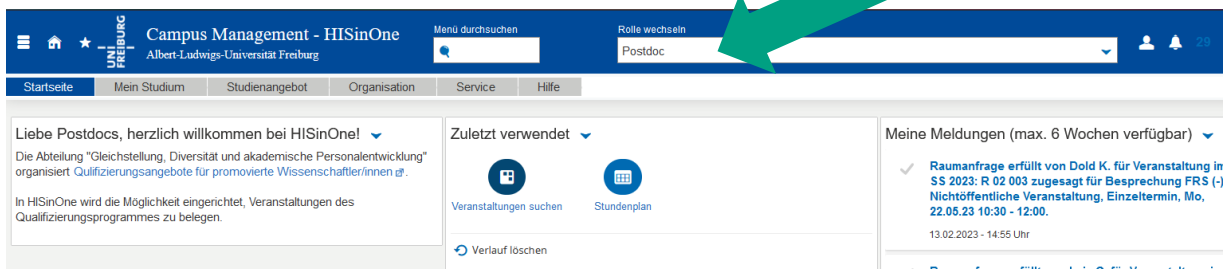 UNI
FREIBURG
Campus Management - HISinOne
Albert-Ludwigs-Universität Freiburg
Menü durchsuchen
Rolle wechseln
Postdoc
29
Startseite
Mein Studium
Studienangebot
Organisation
Service
Hilfe
Liebe Postdocs, herzlich willkommen bei HISinOne!
Die Abteilung "Gleichstellung, Diversität und akademische Personalentwicklung"
organisiert Qulifizierungsangebote für promovierte Wissenschaftler/innen.
In HISinOne wird die Möglichkeit eingerichtet, Veranstaltungen des
Qualifizierungsprogrammes zu belegen.
Zuletzt verwendet
Veranstaltungen suchen
Stundenplan
Verlauf löschen
Meine Meldungen (max. 6 Wochen verfügbar)
Raumanfrage erfüllt von Dold K. für Veranstaltung im
SS 2023: R 02 003 zugesagt für Besprechung FRS (-)
Nichtöffentliche Veranstaltung, Einzeltermin, Mo,
22.05.23 10:30 - 12:00.
13.02.2023 - 14:55 Uhr